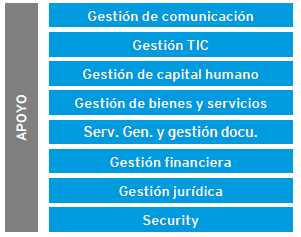 APOYO
Gestión de comunicación
Gestión TIC
Gestión de capital humano
Gestión de bienes y servicios
Serv. Gen. y gestión docu.
Gestión financiera
Gestión jurídica
Security